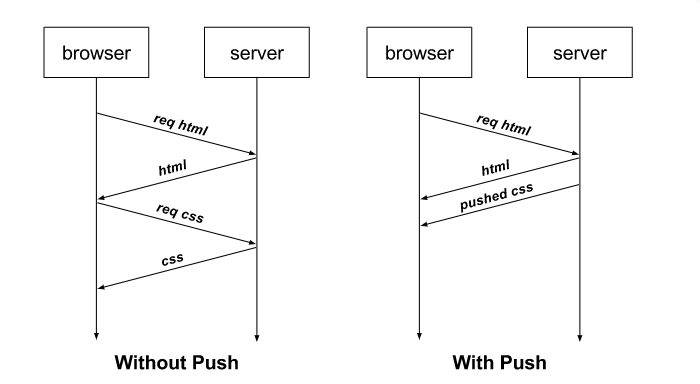 browser
server
req html
html
req css
css
Without Push
browser
server
req html
html
pushed css
With Push